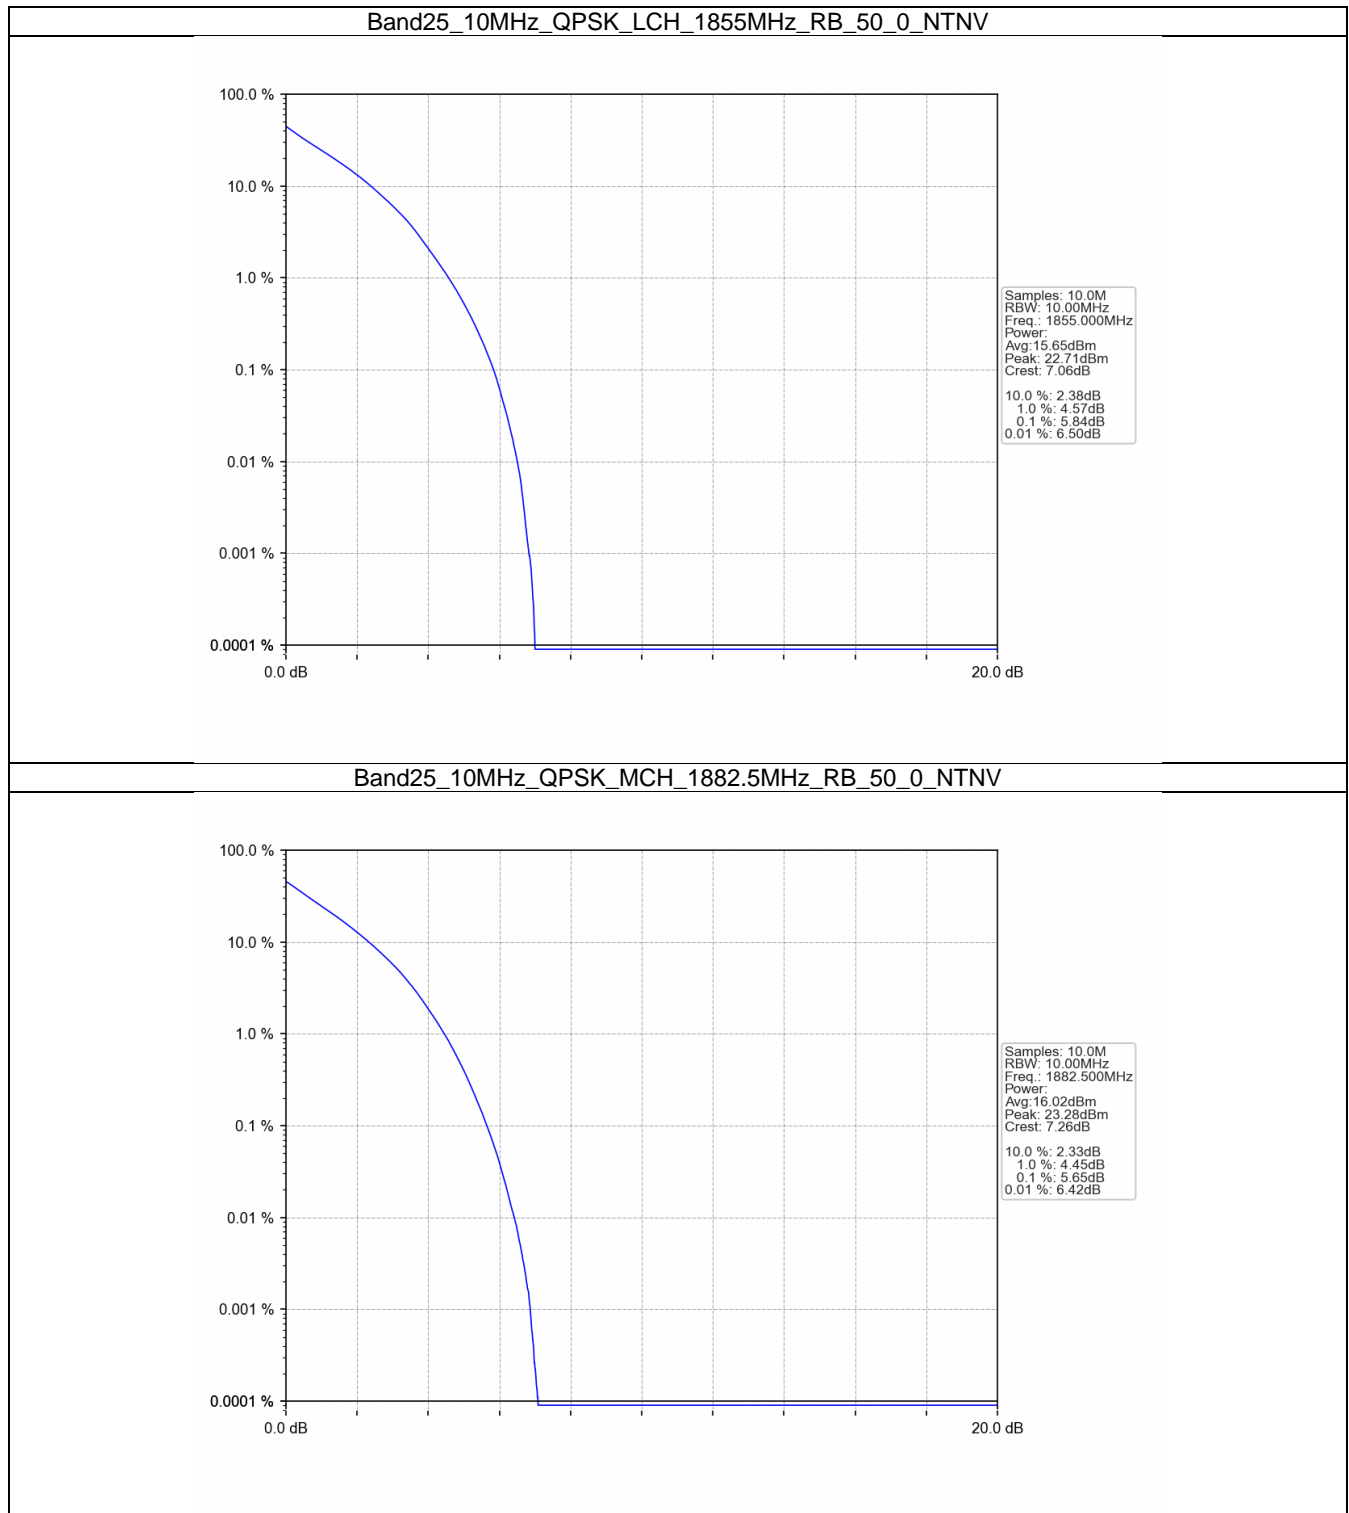 Band25_10MHz_QPSK_LCH_1855MHz_RB_50_0_NTNV
100.0 %
10.0 %
1.0 %
0.1 %
0.01 %
0.001 %
0.0001 %
0.0 dB
20.0 dB
Samples: 10.0M
RBW: 10.00MHz
Freq.: 1855.000MHz
Power:
Avg:15.65dBm
Peak: 22.71dBm
Crest: 7.06dB
10.0 %: 2.38dB
1.0 %: 4.57dB
0.1 %: 5.84dB
0.01 %: 6.50dB
Band25_10MHz_QPSK_MCH_1882.5MHz_RB_50_0_NTNV
100.0 %
10.0 %
1.0 %
0.1 %
0.01 %
0.001 %
0.0001 %
0.0 dB
20.0 dB
Samples: 10.0M
RBW: 10.00MHz
Freq.: 1882.500MHz
Power:
Avg:16.02dBm
Peak: 23.28dBm
Crest: 7.26dB
10.0 %: 2.33dB
1.0 %: 4.45dB
0.1 %: 5.65dB
0.01 %: 6.42dB